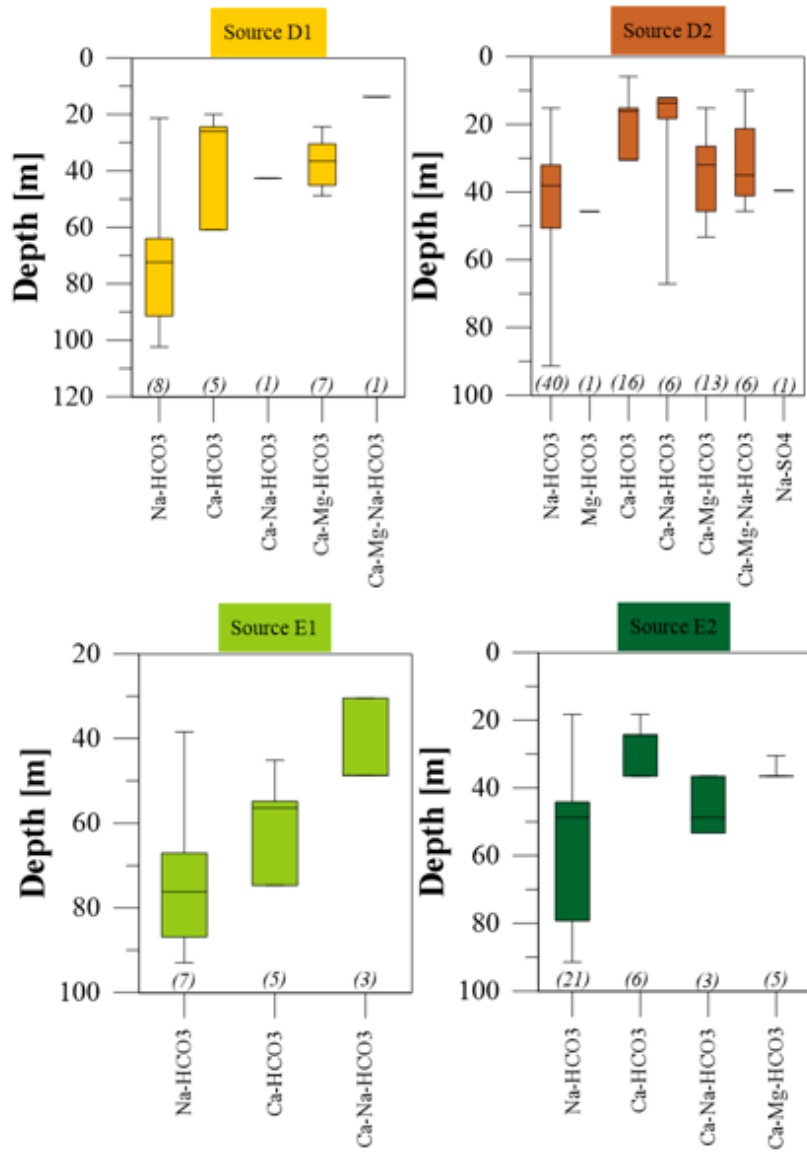 Source D1
Depth [m]
0
20
40
60
80
100
120
(8)
(5)
(1)
(7)
(1)
Na-HCO3
Ca-HCO3
Ca-Na-HCO3
Ca-Mg-HCO3
Ca-Mg-Na-HCO3
Source D2
Depth [m]
0
20
40
60
80
100
(40)
(1)
(16)
(6)
(13)
(6)
(1)
Na-HCO3
Mg-HCO3
Ca-HCO3
Ca-Na-HCO3
Ca-Mg-HCO3
Ca-Mg-Na-HCO3
Na-SO4
Source E1
Depth [m]
20
40
60
80
100
(7)
(5)
(3)
Na-HCO3
Ca-HCO3
Ca-Na-HCO3
Source E2
Depth [m]
0
20
40
60
80
100
(21)
(6)
(3)
(5)
Na-HCO3
Ca-HCO3
Ca-Na-HCO3
Ca-Mg-HCO3